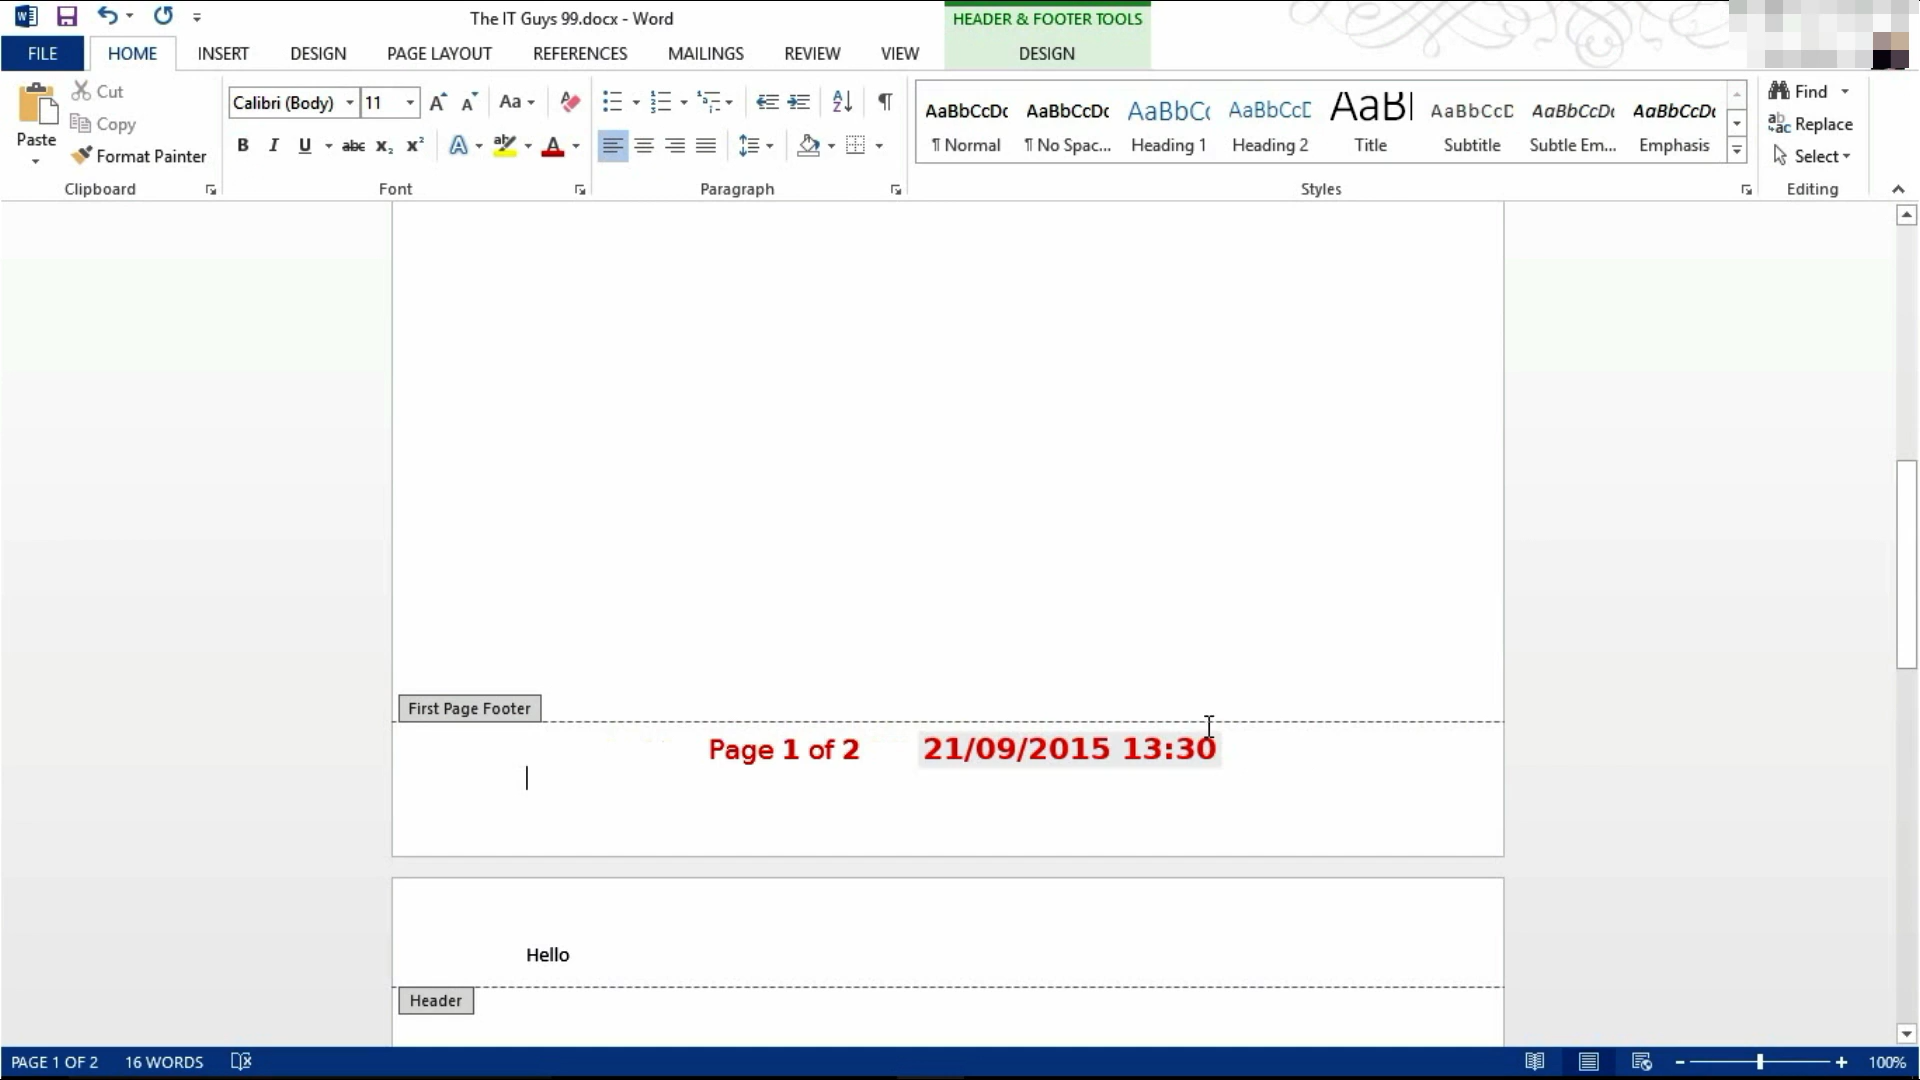 The IT Guys 99.docx - Word
HEADER & FOOTER TOOLS
FILE HOME INSERT DESIGN PAGE LAYOUT REFERENCES MAILINGS REVIEW VIEW DESIGN
Paste
Cut
Copy
Format Painter
Clipboard
Calibri (Body) 11 Aa
B I U abc x₂ x² A ab A
Font
A Z ¶
Paragraph
AaBbCcDc AaBbCcDc AaBbCc AaBbCcD AaBl AaBbCcD AaBbCcDc AaBbCcDc
¶ Normal ¶ No Spac... Heading 1 Heading 2 Title Subtitle Subtle Em... Emphasis
Styles
Find
Replace
Select
Editing
First Page Footer
Page 1 of 2 21/09/2015 13:30
Hello
Header
PAGE 1 OF 2 16 WORDS 100%